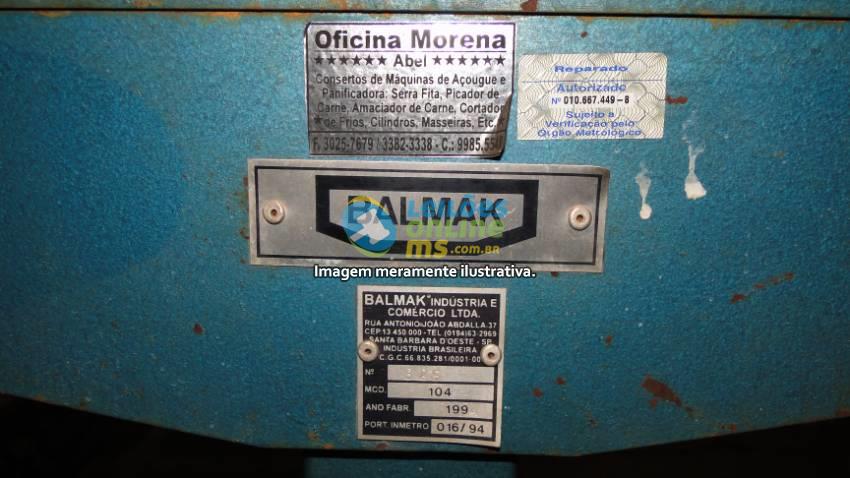 Oficina Morena
★★★★★★ Abel ★★★★★★
Consertos de Máquinas de Açougue e
Panificadora: Serra Fita, Picador de
Carne, Amaciador de Carne, Cortador
de Frios, Cilindros, Masseiras, Etc.
F. 3025-7679 / 3382-3338 - C.: 9985.55
Reparado
Autorizado
Nº 010.667.449-8
Sujeito a
Verificação pelo
Órgão Metrológico
BALMAK
LEILÕES
ONLINE
MS.COM.BR
Imagem meramente ilustrativa.
BALMAK INDÚSTRIA E
COMÉRCIO LTDA.
RUA ANTONIO JOÃO ABDALLA, 37
CEP 13 450 000 - TEL (0194) 63-2969
SANTA BARBARA D'OESTE - SP
INDUSTRIA BRASILEIRA
C.G.C 66.835.281/0001-00
Nº
MOD. 104
ANO FABR. 199
PORT. INMETRO 016/94